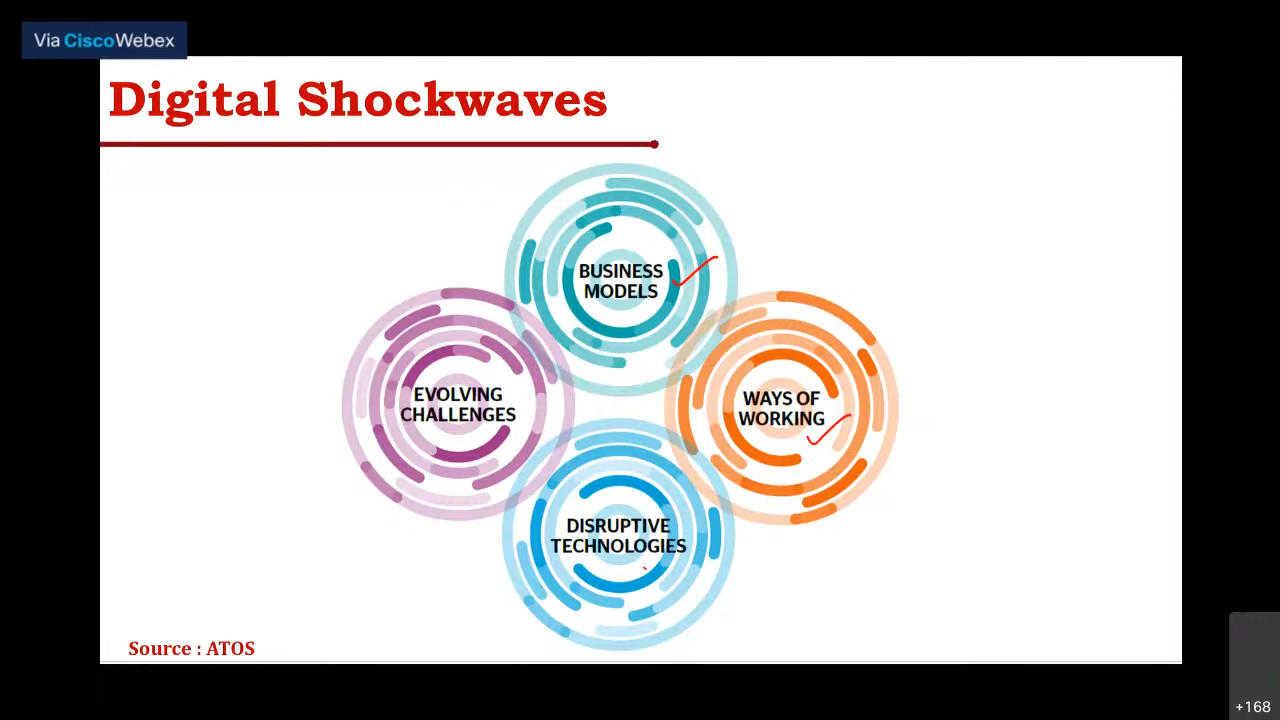 Via CiscoWebex
Digital Shockwaves
BUSINESS
MODELS
EVOLVING
CHALLENGES
WAYS OF
WORKING
DISRUPTIVE
TECHNOLOGIES
Source : ATOS
+168